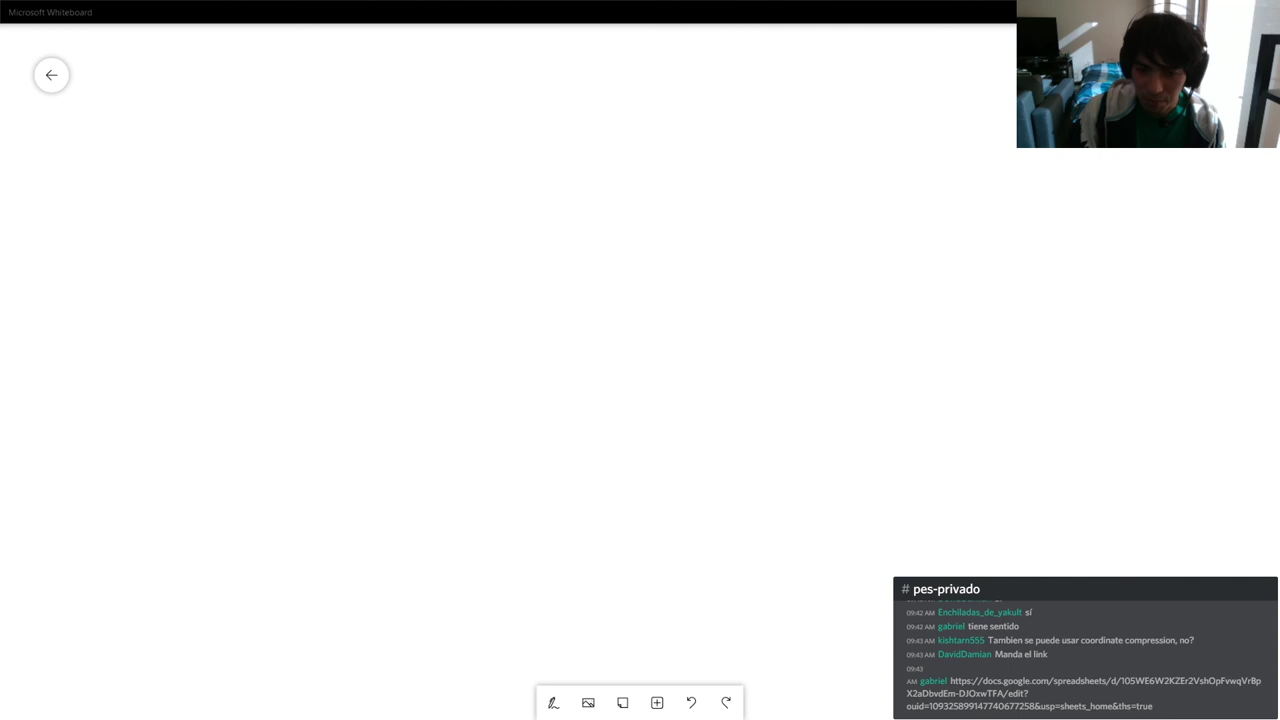 Microsoft Whiteboard
# pes-privado
09:42 AM Enchiladas_de_yakult sí
09:42 AM gabriel tiene sentido
09:43 AM kishtarn555 Tambien se puede usar coordinate compression, no?
09:43 AM DavidDamian Manda el link
09:43
AM gabriel https://docs.google.com/spreadsheets/d/105WE6W2KZEr2VshOpFvwqVrBp
X2aDbvdEm-DJOxwTFA/edit?
ouid=109325899147740677258&usp=sheets_home&ths=true